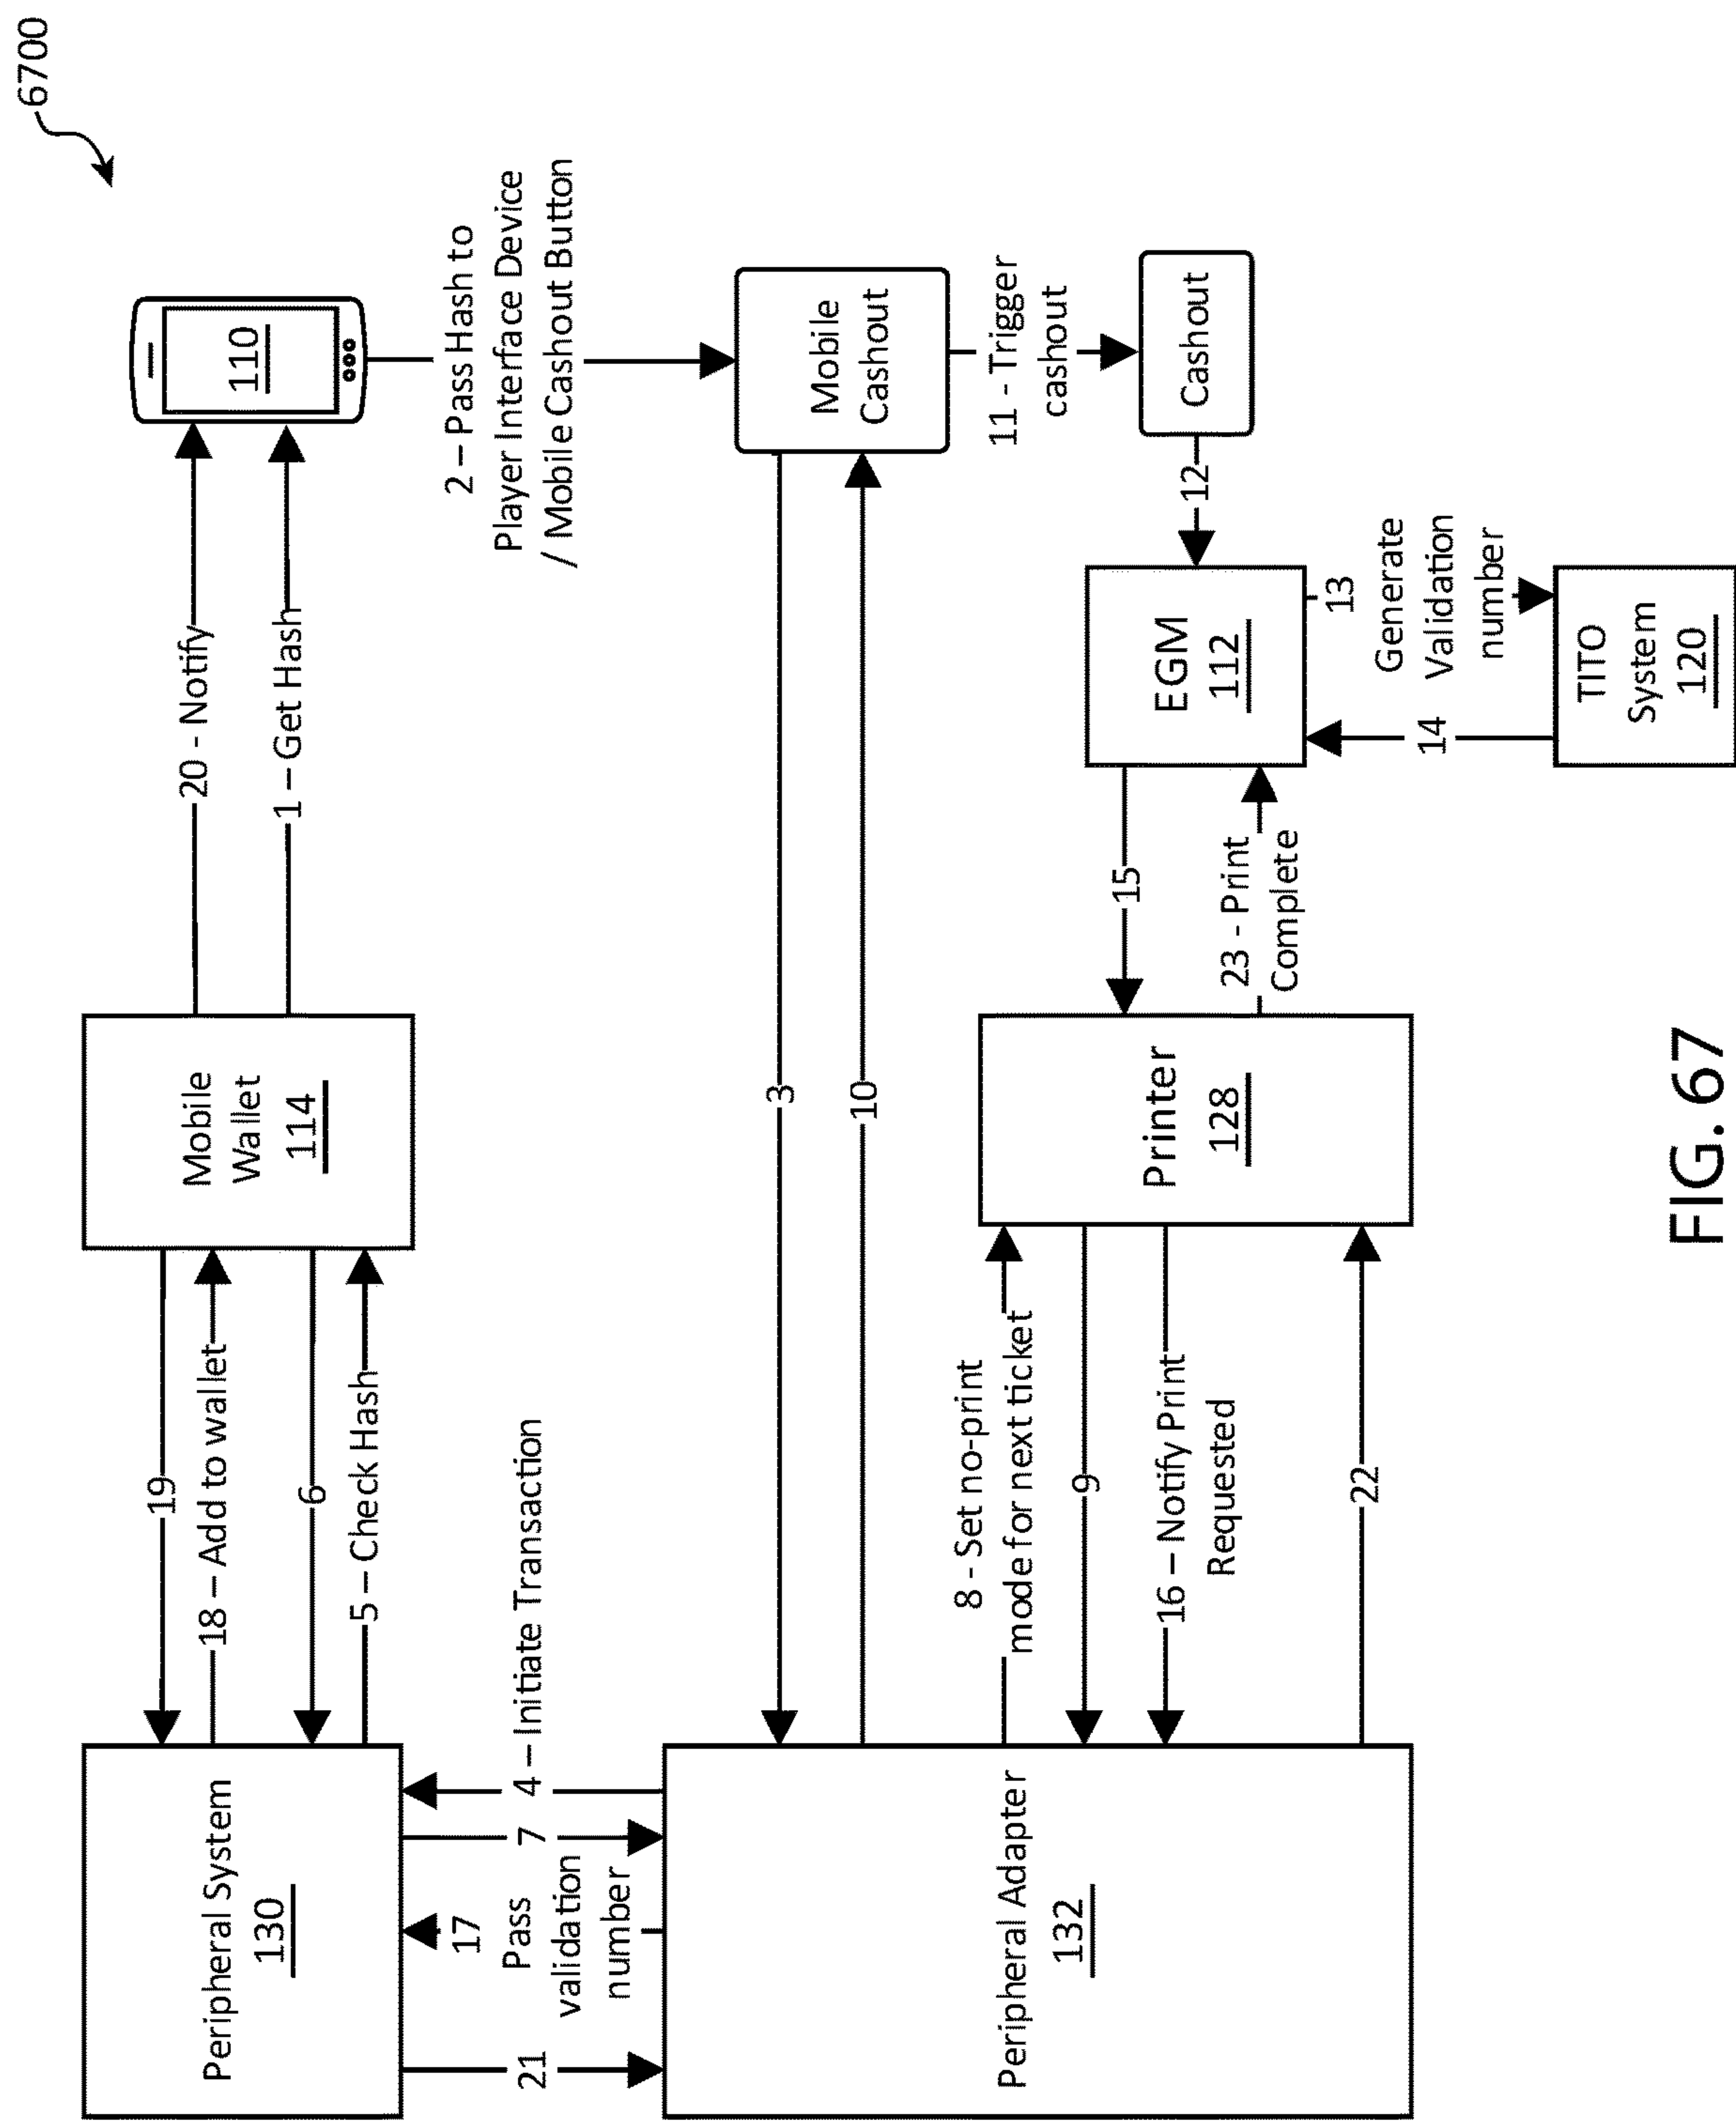 6700
110
20 - Notify
1 – Get Hash
2 – Pass Hash to
Player Interface Device
/ Mobile Cashout Button
Mobile
Wallet
114
19
18 – Add to wallet
6
5 – Check Hash
Peripheral System
130
4 – Initiate Transaction
7
17
Pass
validation
number
21
Mobile
Cashout
3
10
11 - Trigger
cashout
Cashout
12
EGM
112
13
Generate
Validation
number
14
TITO
System
120
15
23 - Print
Complete
Printer
128
8 - Set no-print
mode for next ticket
9
16 – Notify Print
Requested
22
Peripheral Adapter
132
FIG. 67